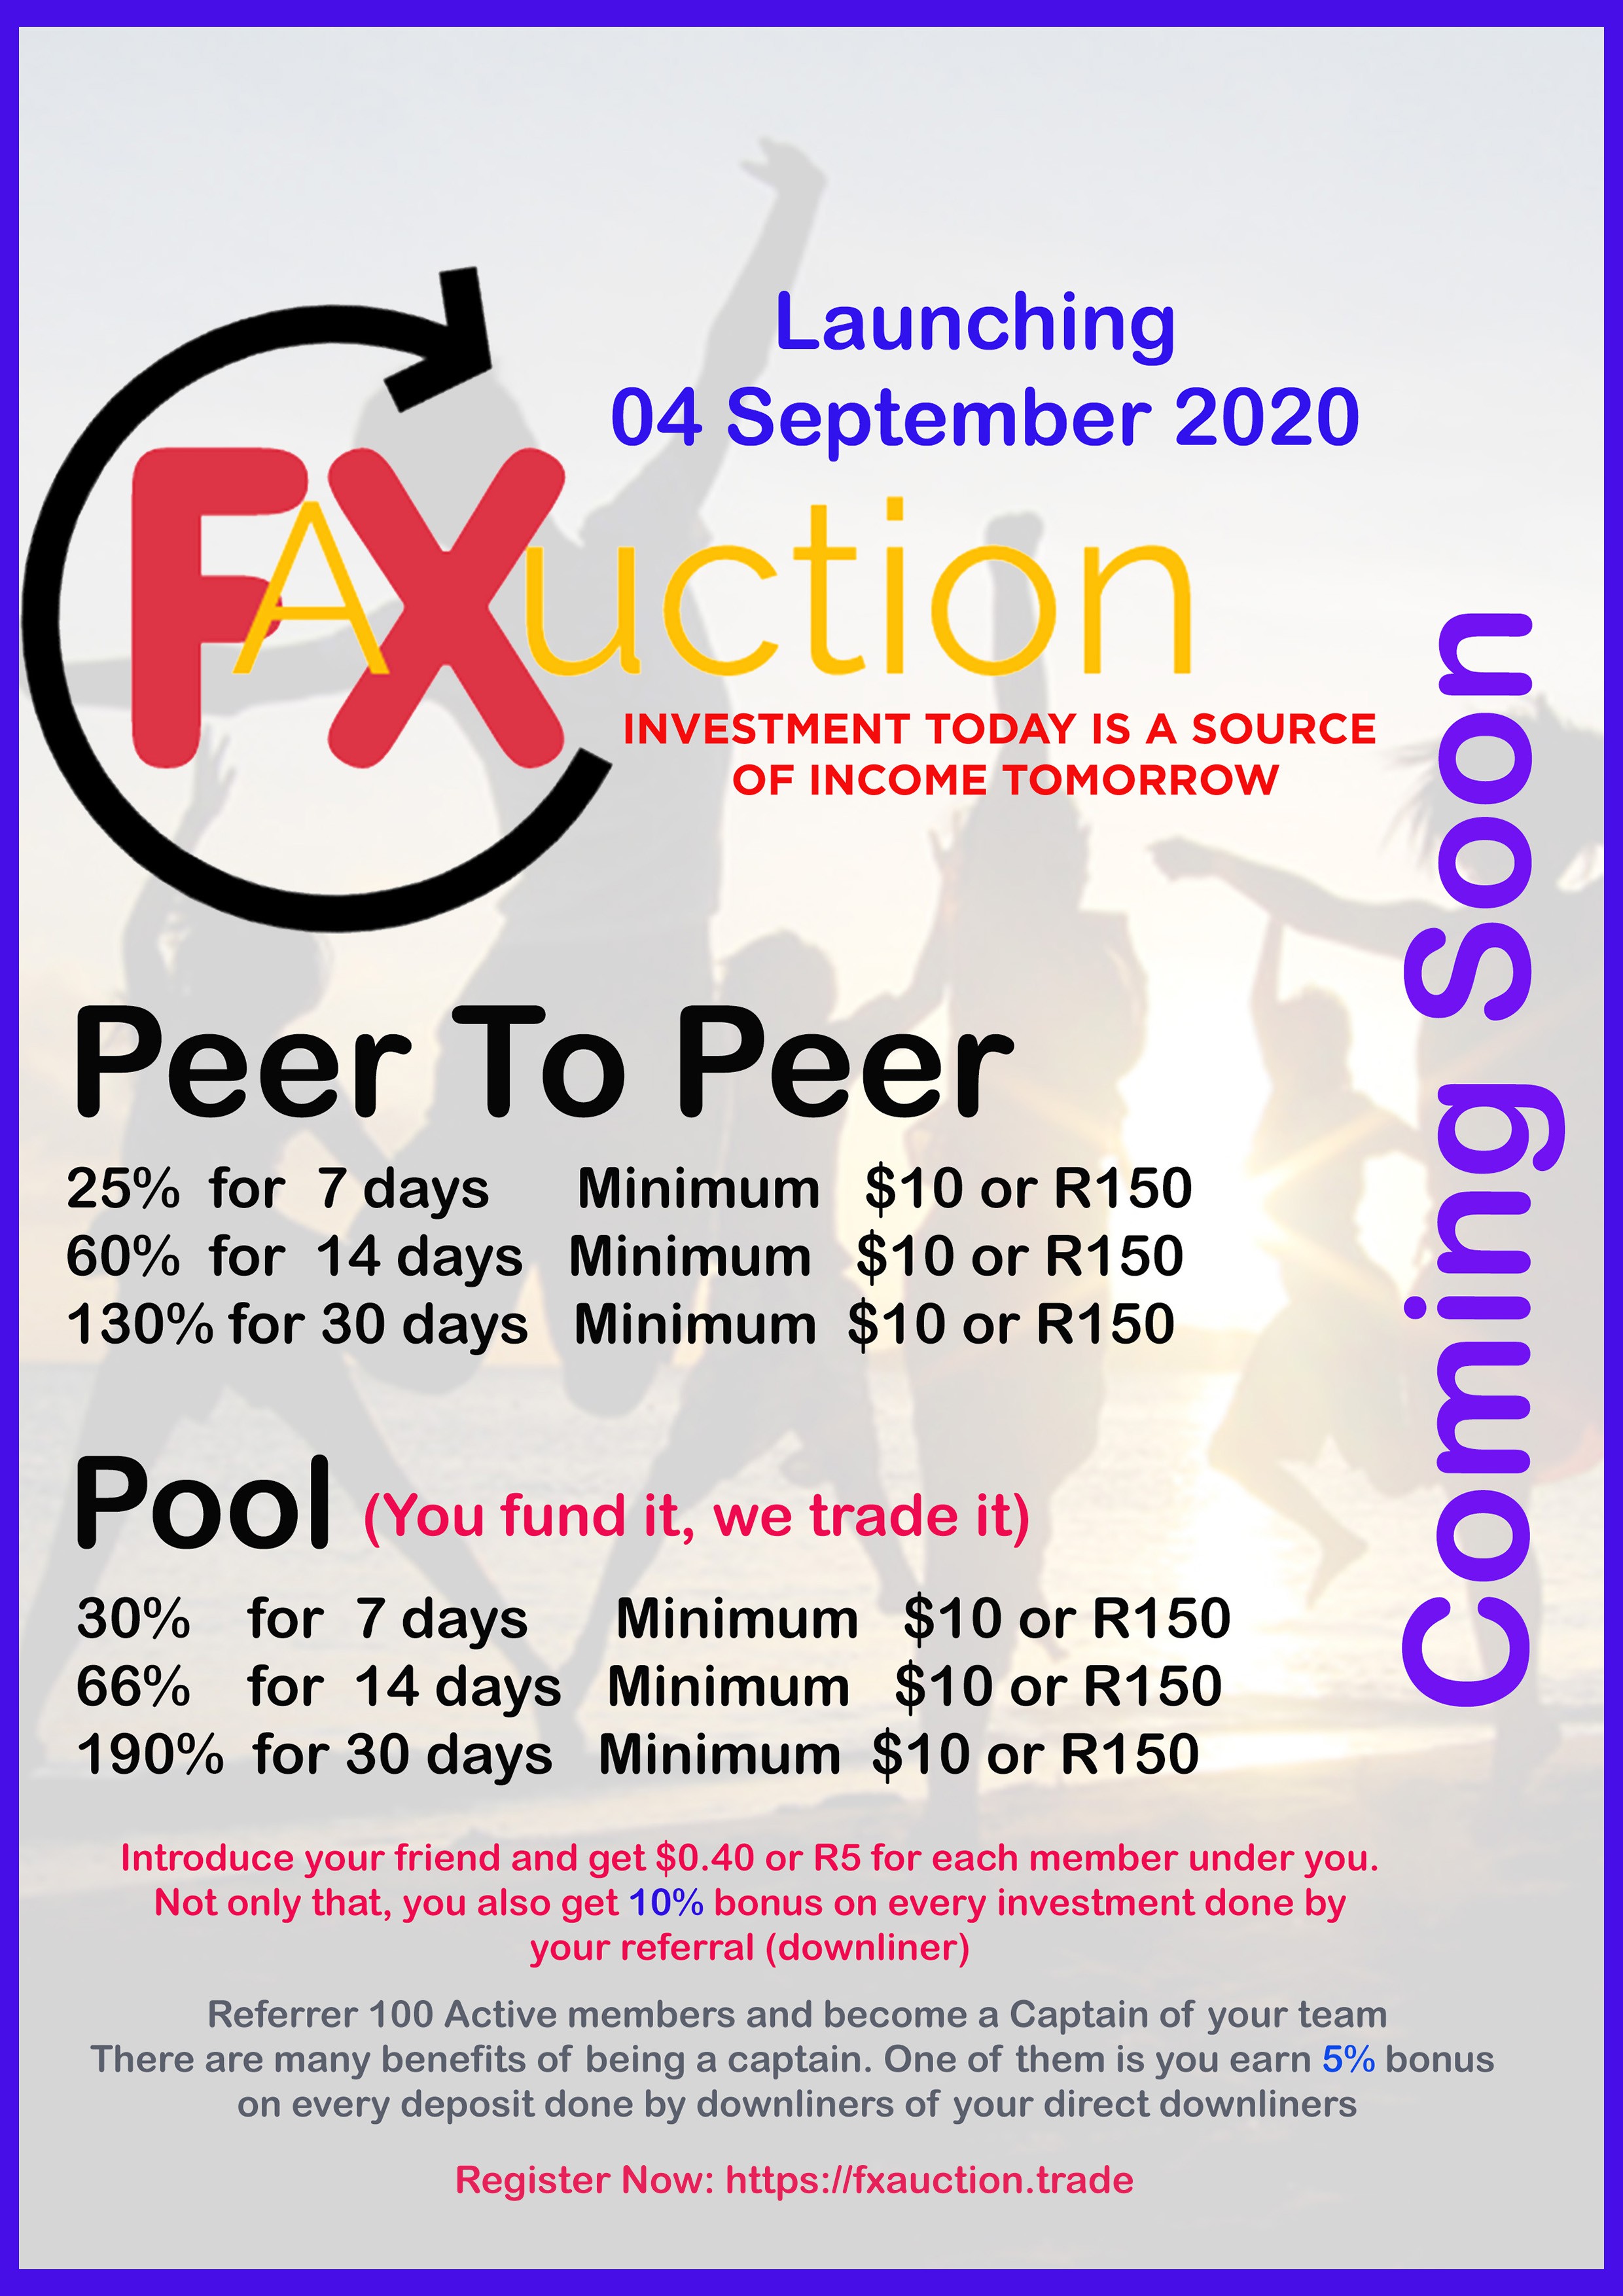 Launching
04 September 2020
FX Auction
INVESTMENT TODAY IS A SOURCE
OF INCOME TOMORROW
Coming Soon
Peer To Peer
25% for 7 days Minimum $10 or R150
60% for 14 days Minimum $10 or R150
130% for 30 days Minimum $10 or R150
Pool (You fund it, we trade it)
30% for 7 days Minimum $10 or R150
66% for 14 days Minimum $10 or R150
190% for 30 days Minimum $10 or R150
Introduce your friend and get $0.40 or R5 for each member under you.
Not only that, you also get 10% bonus on every investment done by
your referral (downliner)
Referrer 100 Active members and become a Captain of your team
There are many benefits of being a captain. One of them is you earn 5% bonus
on every deposit done by downliners of your direct downliners
Register Now: https://fxauction.trade